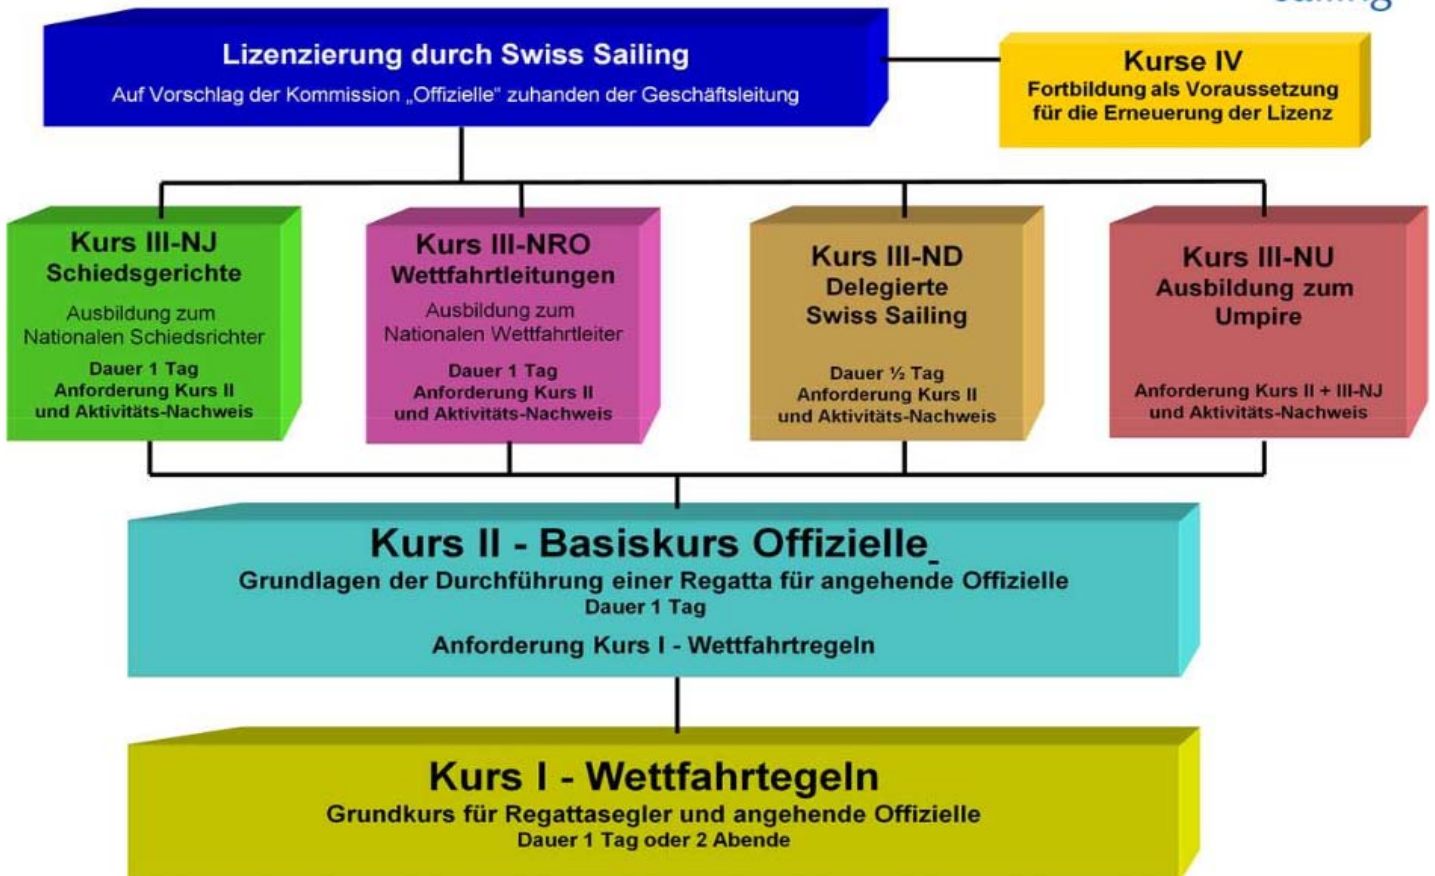 sailing
Lizenzierung durch Swiss Sailing
Auf Vorschlag der Kommission „Offizielle" zuhanden der Geschäftsleitung
Kurse IV
Fortbildung als Voraussetzung
für die Erneuerung der Lizenz
Kurs III-NJ
Schiedsgerichte
Ausbildung zum
Nationalen Schiedsrichter
Dauer 1 Tag
Anforderung Kurs II
und Aktivitäts-Nachweis
Kurs III-NRO
Wettfahrtleitungen
Ausbildung zum
Nationalen Wettfahrtleiter
Dauer 1 Tag
Anforderung Kurs II
und Aktivitäts-Nachweis
Kurs III-ND
Delegierte
Swiss Sailing
Dauer ½ Tag
Anforderung Kurs II
und Aktivitäts-Nachweis
Kurs III-NU
Ausbildung zum
Umpire
Anforderung Kurs II + III-NJ
und Aktivitäts-Nachweis
Kurs II - Basiskurs Offizielle_
Grundlagen der Durchführung einer Regatta für angehende Offizielle
Dauer 1 Tag
Anforderung Kurs I - Wettfahrtregeln
Kurs I - Wettfahrtegeln
Grundkurs für Regattasegler und angehende Offizielle
Dauer 1 Tag oder 2 Abende